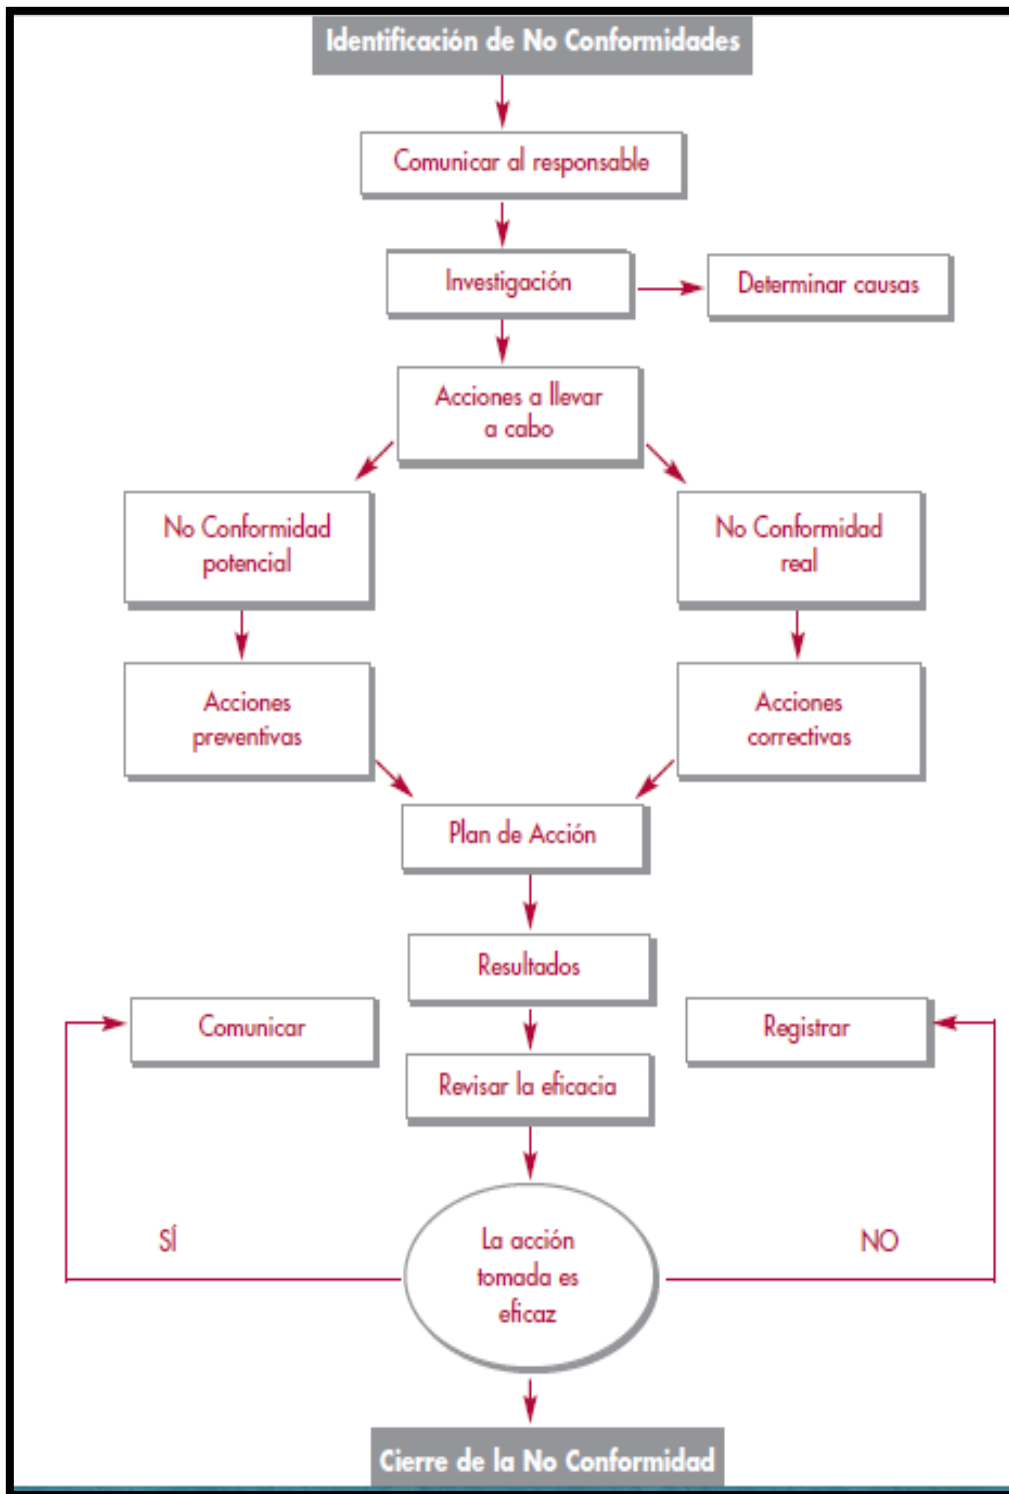 Identificación de No Conformidades
Comunicar al responsable
Investigación
Determinar causas
Acciones a llevar
a cabo
No Conformidad
potencial
No Conformidad
real
Acciones
preventivas
Acciones
correctivas
Plan de Acción
Resultados
Comunicar
Registrar
Revisar la eficacia
SÍ
NO
La acción
tomada es
eficaz
Cierre de la No Conformidad